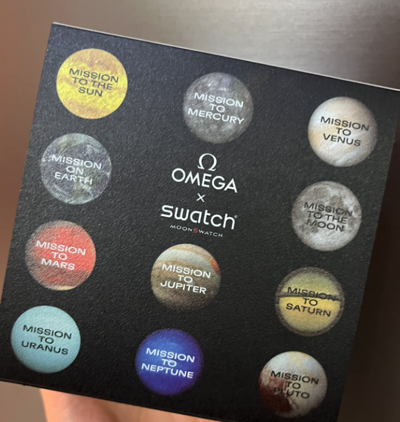 MISSION
TO THE
SUN
MISSION
TO
MERCURY
MISSION
TO
VENUS
MISSION
ON
EARTH
Ω
OMEGA
x
swatch®
MOONSWATCH
MISSION
TO THE
MOON
MISSION
TO
MARS
MISSION
TO
JUPITER
MISSION
TO
SATURN
MISSION
TO
URANUS
MISSION
TO
NEPTUNE
MISSION
TO
PLUTO